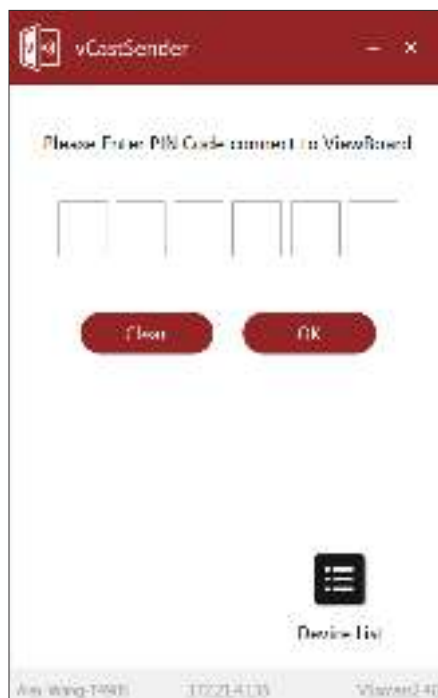 vCastSender
Please Enter PIN Code connect to ViewBoard
Clear
OK
Device List